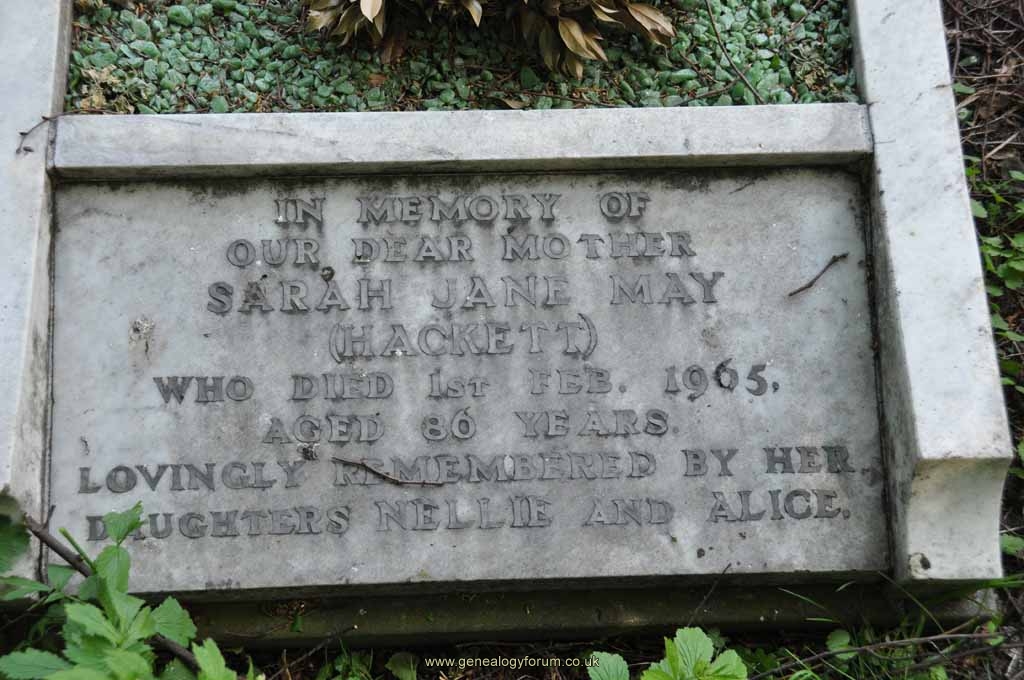 IN MEMORY OF
OUR DEAR MOTHER
SARAH JANE MAY
(HACKETT)
WHO DIED 1ST FEB. 1965,
AGED 86 YEARS.
LOVINGLY REMEMBERED BY HER
DAUGHTERS NELLIE AND ALICE.
www.genealogyforum.co.uk